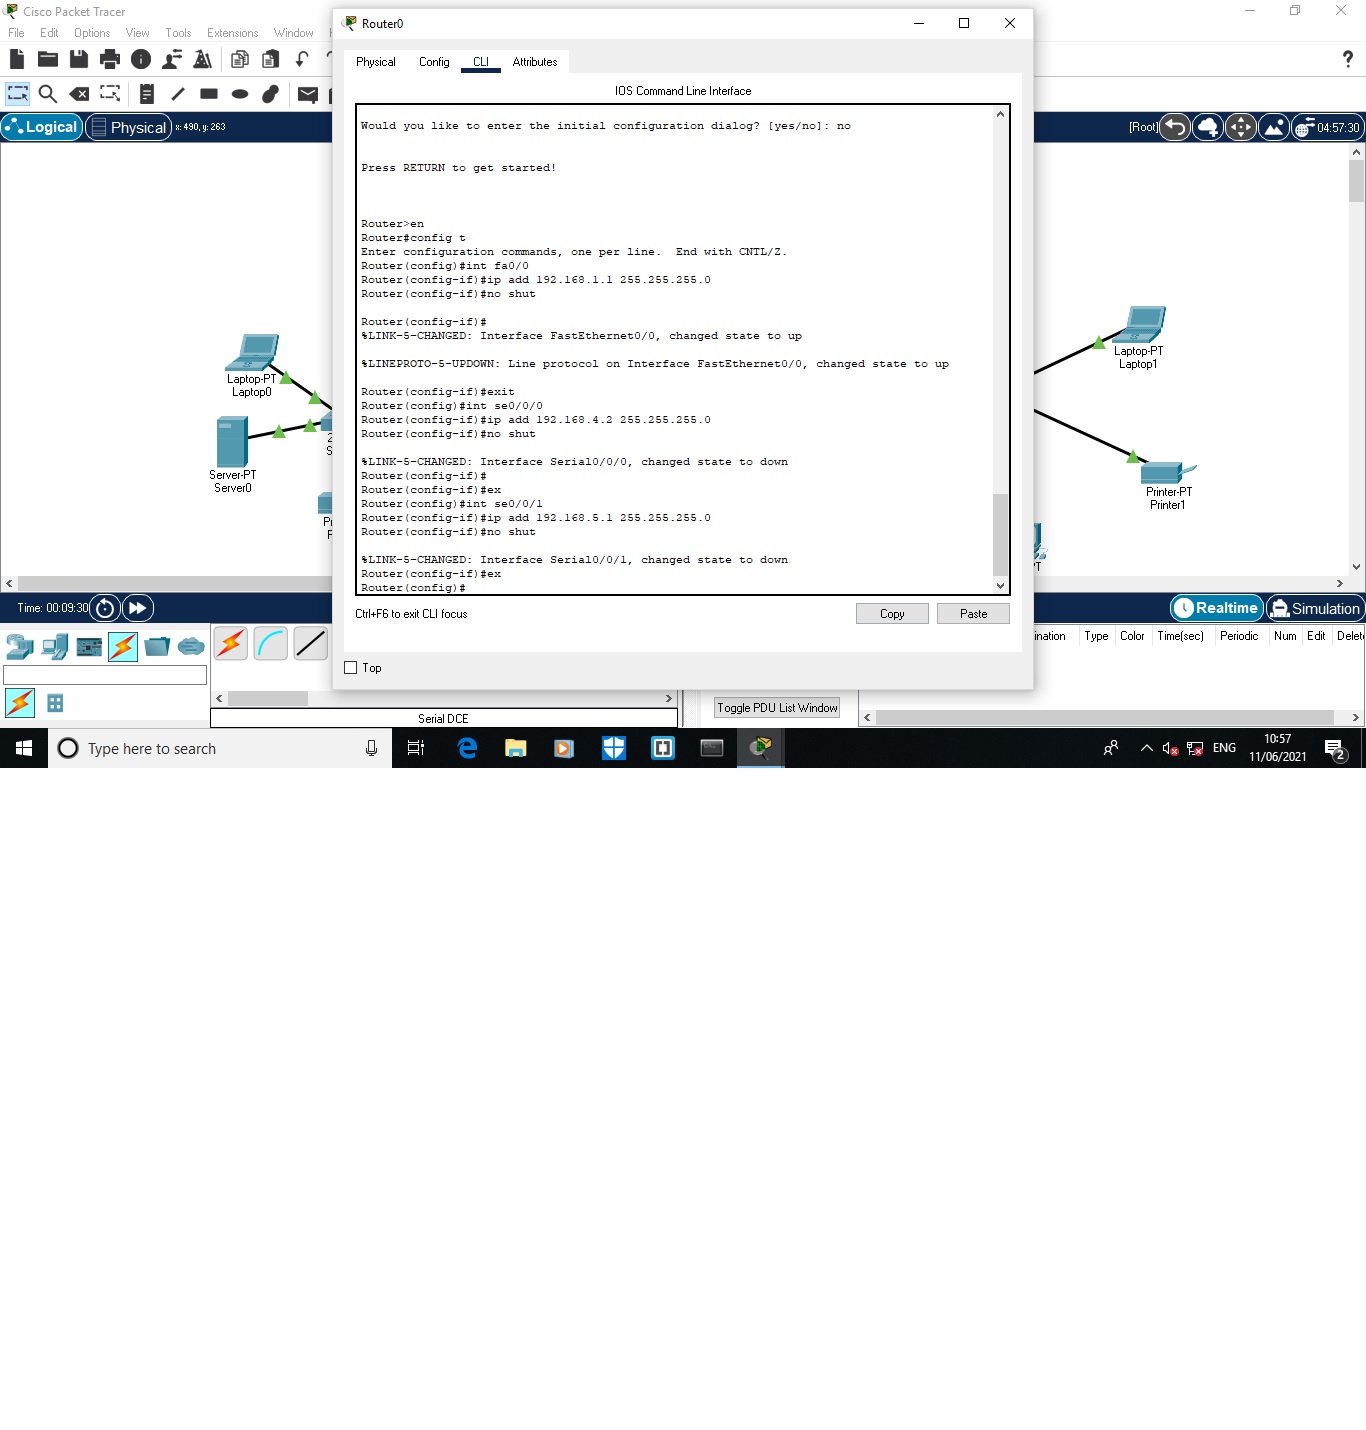 Cisco Packet Tracer
File Edit Options View Tools Extensions Window
Logical Physical x: 490, y: 263
[Root] 04:57:30
Router0
Physical Config CLI Attributes
IOS Command Line Interface
Would you like to enter the initial configuration dialog? [yes/no]: no
Press RETURN to get started!
Router>en
Router#config t
Enter configuration commands, one per line. End with CNTL/Z.
Router(config)#int fa0/0
Router(config-if)#ip add 192.168.1.1 255.255.255.0
Router(config-if)#no shut
Router(config-if)#
%LINK-5-CHANGED: Interface FastEthernet0/0, changed state to up
%LINEPROTO-5-UPDOWN: Line protocol on Interface FastEthernet0/0, changed state to up
Router(config-if)#exit
Router(config)#int se0/0/0
Router(config-if)#ip add 192.168.4.2 255.255.255.0
Router(config-if)#no shut
%LINK-5-CHANGED: Interface Serial0/0/0, changed state to down
Router(config-if)#
Router(config-if)#ex
Router(config)#int se0/0/1
Router(config-if)#ip add 192.168.5.1 255.255.255.0
Router(config-if)#no shut
%LINK-5-CHANGED: Interface Serial0/0/1, changed state to down
Router(config-if)#ex
Router(config)#
Ctrl+F6 to exit CLI focus
Copy Paste
Top
Laptop-PT
Laptop0
Server-PT
Server0
2
S
Pr
F
Laptop-PT
Laptop1
Printer-PT
Printer1
PT
Time: 00:09:30
Realtime Simulation
ination Type Color Time(sec) Periodic Num Edit Delet
Serial DCE
Toggle PDU List Window
Type here to search
ENG
10:57
11/06/2021
2